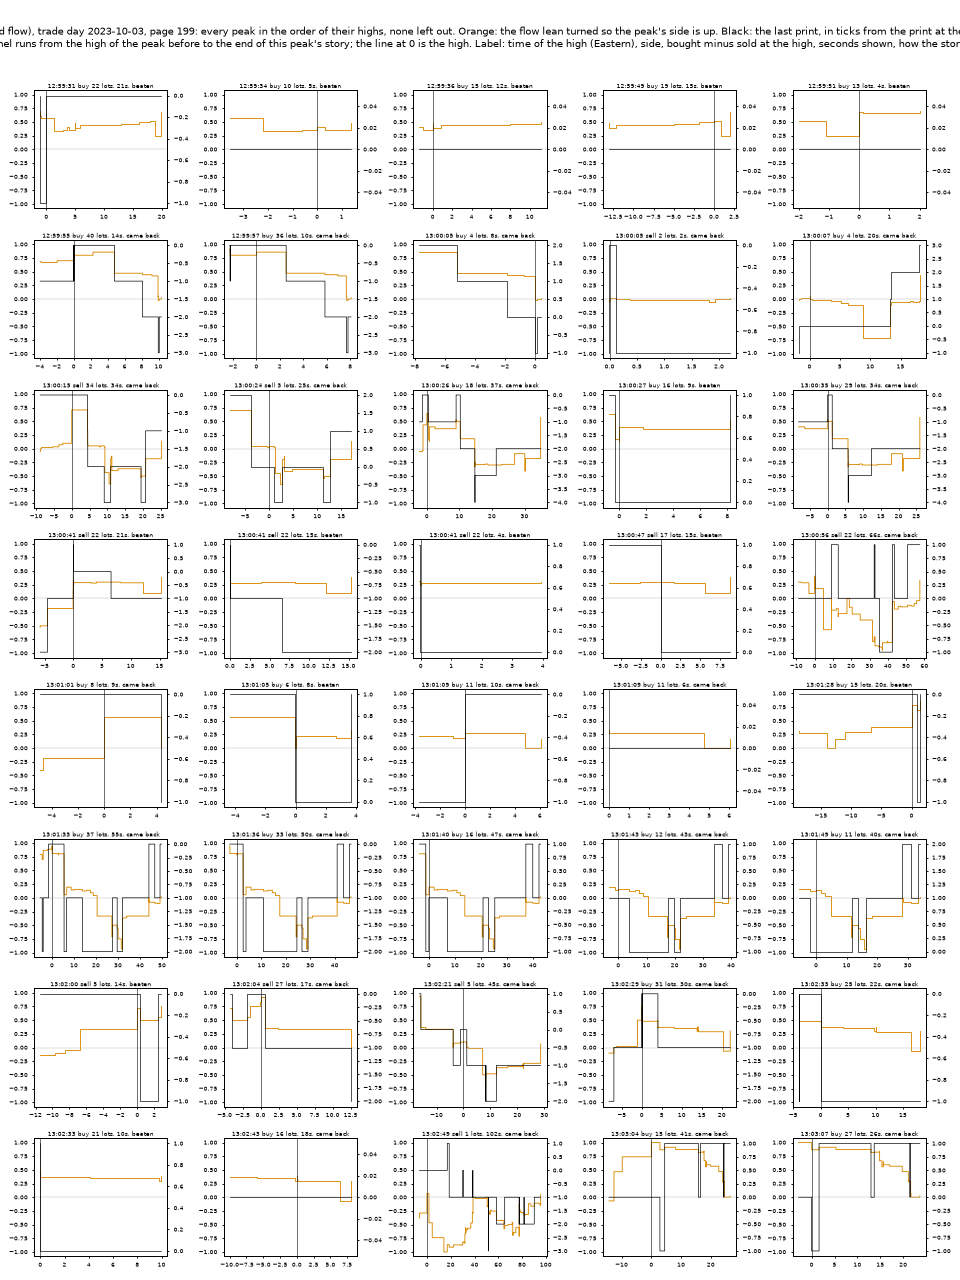 d flow), trade day 2023-10-03, page 199: every peak in the order of their highs, none left out. Orange: the flow lean turned so the peak's side is up. Black: the last print, in ticks from the print at the
nel runs from the high of the peak before to the end of this peak's story; the line at 0 is the high. Label: time of the high (Eastern), side, bought minus sold at the high, seconds shown, how the stor
12:59:31 buy 22 lots. 21s. beaten
12:59:34 buy 10 lots. 5s. beaten
12:59:36 buy 15 lots. 12s. beaten
12:59:49 buy 19 lots. 15s. beaten
12:59:51 buy 15 lots. 4s. beaten
12:59:55 buy 40 lots. 14s. came back
12:59:57 buy 36 lots. 10s. came back
13:00:05 buy 4 lots. 8s. came back
13:00:05 sell 2 lots. 2s. came back
13:00:07 buy 4 lots. 20s. came back
13:00:15 sell 34 lots. 34s. came back
13:00:24 sell 3 lots. 25s. came back
13:00:26 buy 18 lots. 37s. came back
13:00:27 buy 16 lots. 9s. beaten
13:00:35 buy 29 lots. 34s. came back
13:00:41 sell 22 lots. 21s. beaten
13:00:41 sell 22 lots. 15s. beaten
13:00:41 sell 22 lots. 4s. beaten
13:00:47 sell 17 lots. 15s. beaten
13:00:56 sell 22 lots. 66s. came back
13:01:01 buy 8 lots. 9s. came back
13:01:05 buy 6 lots. 8s. came back
13:01:09 buy 11 lots. 10s. came back
13:01:09 buy 11 lots. 6s. came back
13:01:28 buy 15 lots. 20s. beaten
13:01:35 buy 37 lots. 55s. came back
13:01:36 buy 33 lots. 50s. came back
13:01:40 buy 16 lots. 47s. came back
13:01:45 buy 12 lots. 43s. came back
13:01:49 buy 11 lots. 40s. came back
13:02:00 sell 5 lots. 14s. beaten
13:02:04 sell 27 lots. 17s. came back
13:02:21 sell 5 lots. 45s. came back
13:02:29 buy 31 lots. 30s. came back
13:02:33 buy 25 lots. 22s. came back
13:02:33 buy 21 lots. 10s. beaten
13:02:43 buy 16 lots. 18s. came back
13:02:49 sell 1 lots. 102s. came back
13:03:04 buy 15 lots. 41s. came back
13:03:07 buy 27 lots. 26s. came back